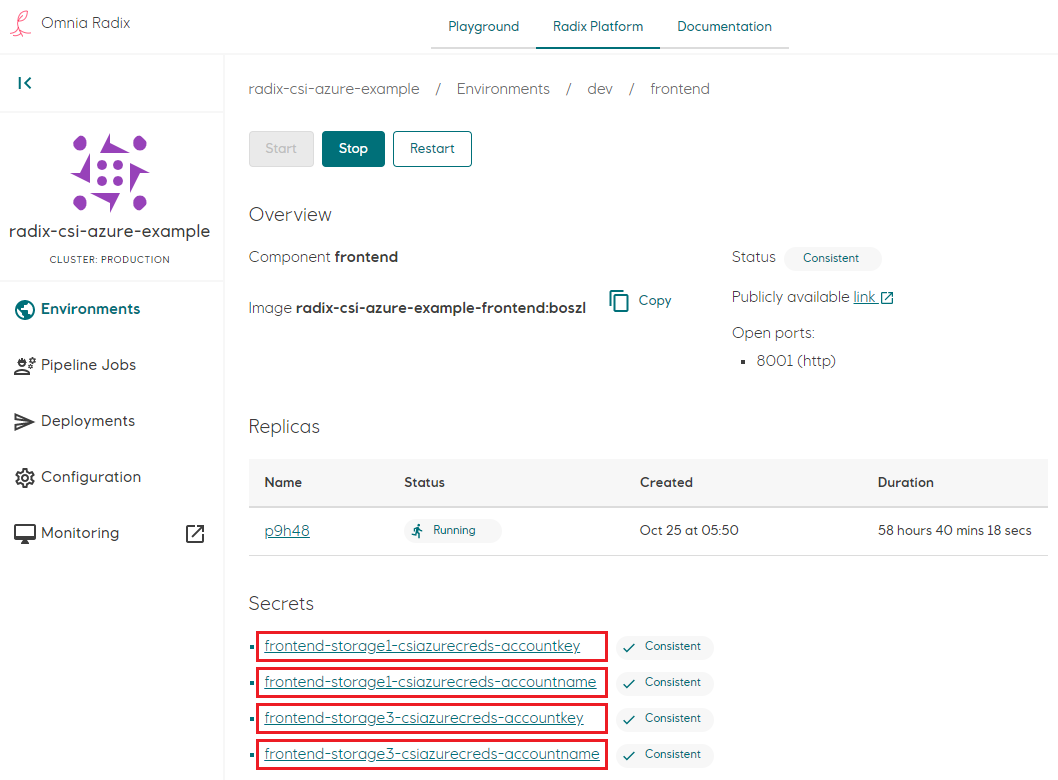 Omnia Radix
Playground
Radix Platform
Documentation
radix-csi-azure-example
CLUSTER: PRODUCTION
Environments
Pipeline Jobs
Deployments
Configuration
Monitoring
radix-csi-azure-example / Environments / dev / frontend
Start Stop Restart
Overview
Component frontend
Image radix-csi-azure-example-frontend:boszl Copy
Status Consistent
Publicly available link
Open ports:
8001 (http)
Replicas
Name Status Created Duration
p9h48 Running Oct 25 at 05:50 58 hours 40 mins 18 secs
Secrets
frontend-storage1-csiazurecreds-accountkey Consistent
frontend-storage1-csiazurecreds-accountname Consistent
frontend-storage3-csiazurecreds-accountkey Consistent
frontend-storage3-csiazurecreds-accountname Consistent